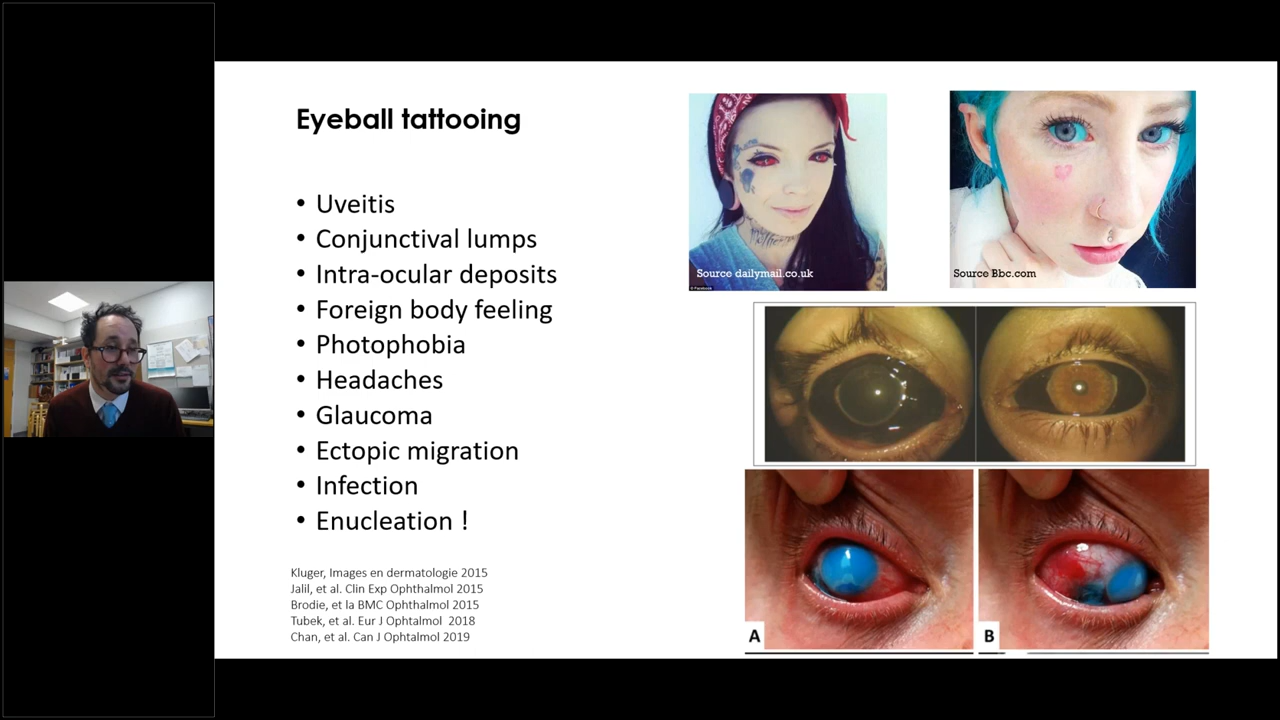 Eyeball tattooing
• Uveitis
• Conjunctival lumps
• Intra-ocular deposits
• Foreign body feeling
• Photophobia
• Headaches
• Glaucoma
• Ectopic migration
• Infection
• Enucleation !
Kluger, Images en dermatologie 2015
Jalil, et al. Clin Exp Ophthalmol 2015
Brodie, et la BMC Ophthalmol 2015
Tubek, et al. Eur J Ophtalmol 2018
Chan, et al. Can J Ophtalmol 2019
Source dailymail.co.uk
© Facebook
Source Bbc.com
A
B